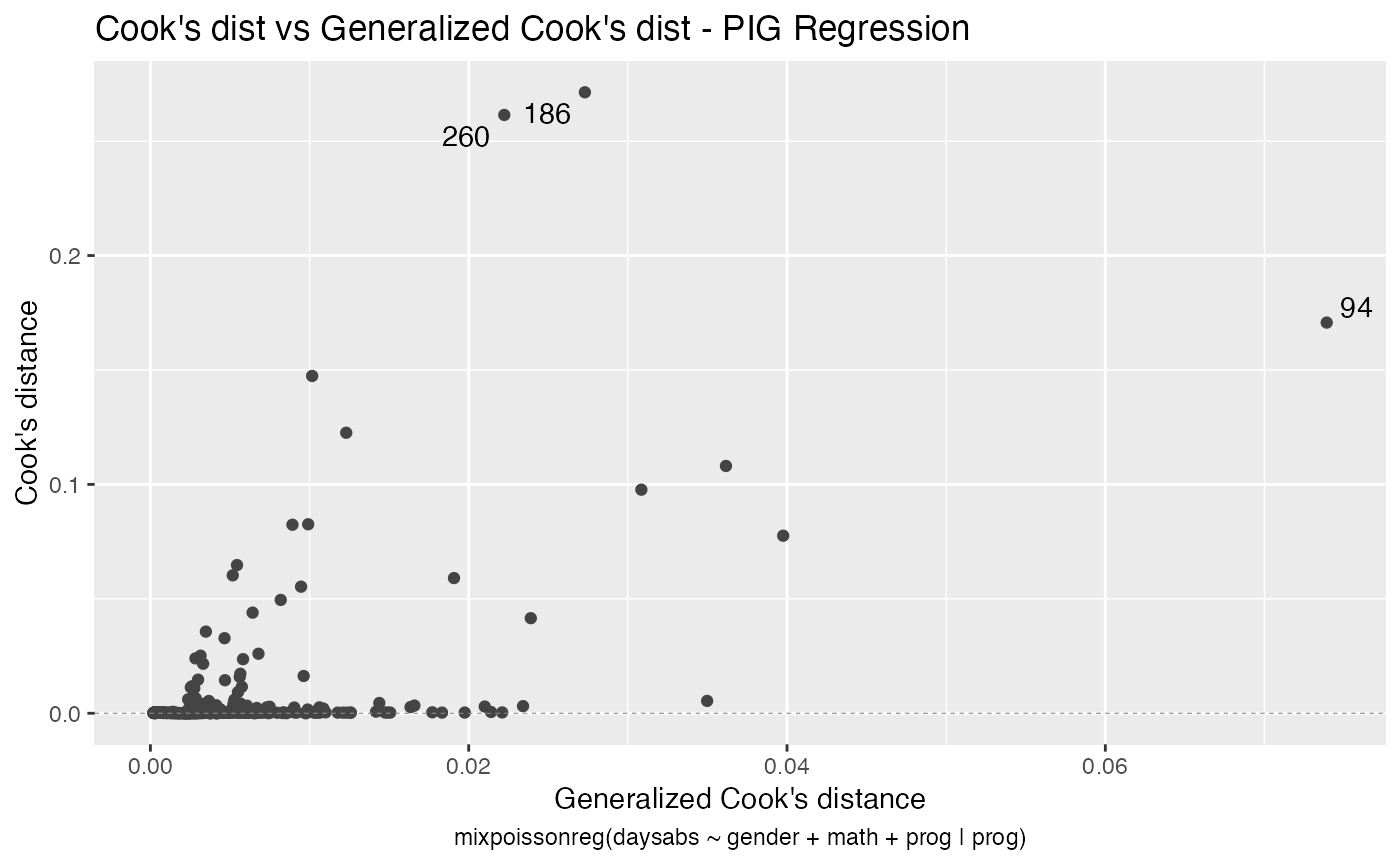 Cook's dist vs Generalized Cook's dist - PIG Regression
186
260
0.2
94
Cook's distance
0.1
0.0
0.00 0.02 0.04 0.06
Generalized Cook's distance
mixpoissonreg(daysabs ~ gender + math + prog | prog)